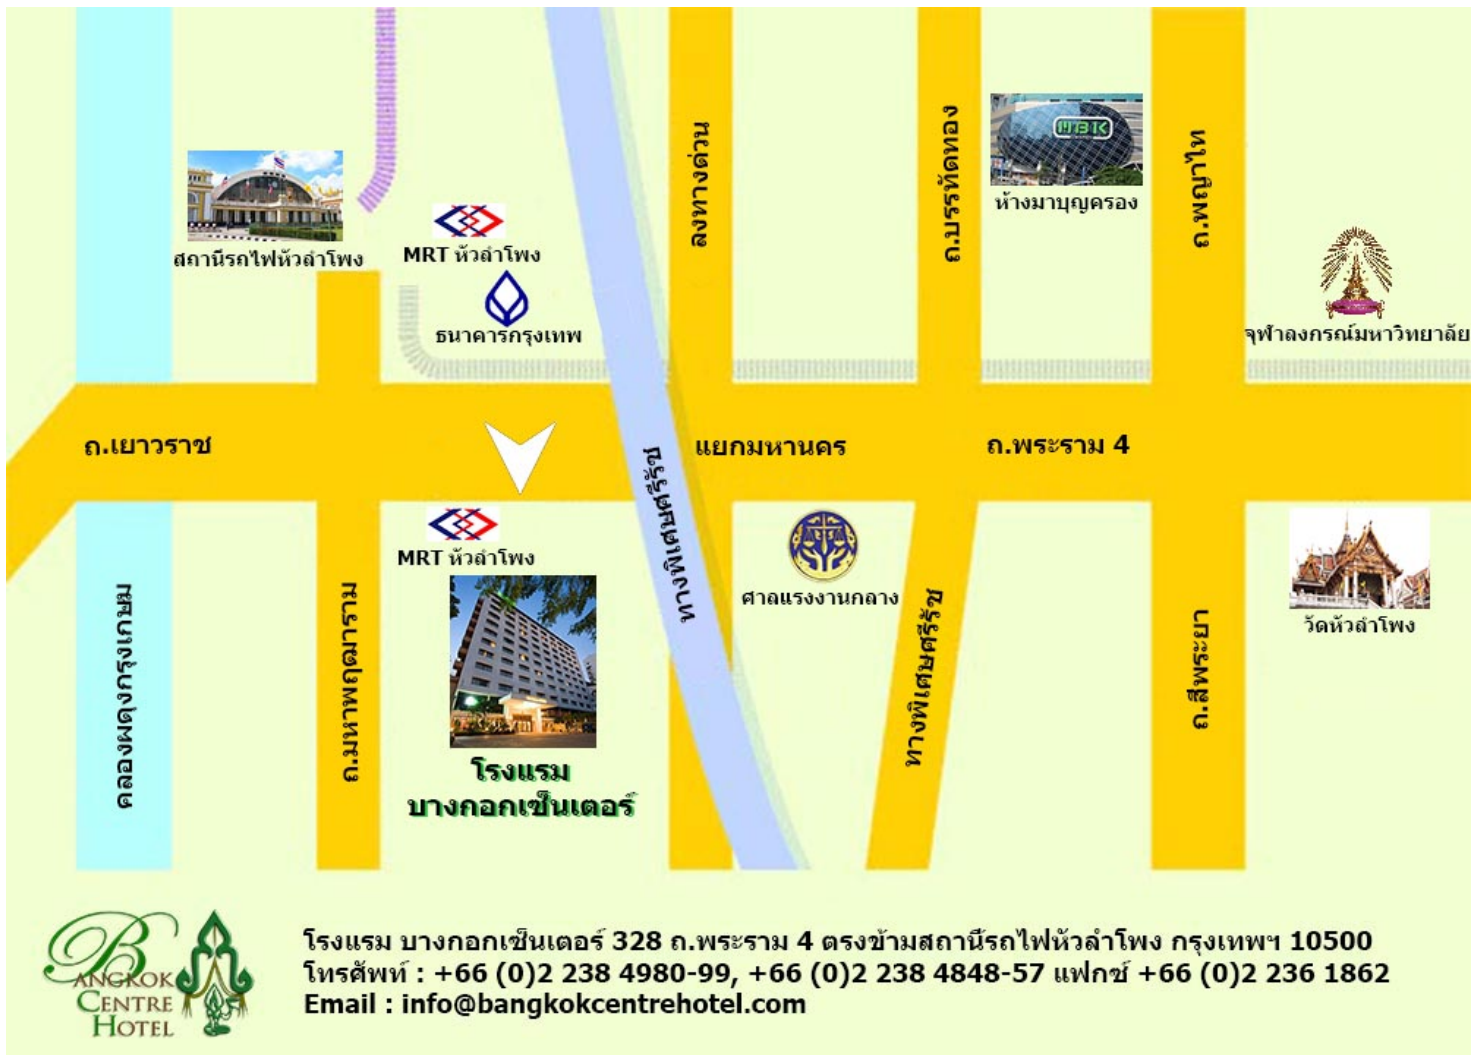 MBK
ห้างมาบุญครอง
สถานีรถไฟหัวลำโพง
MRT หัวลำโพง
ธนาคารกรุงเทพ
ลงทางด่วน
ถ.บรรทัดทอง
ถ.พญาไท
จุฬาลงกรณ์มหาวิทยาลัย
ถ.เยาวราช
แยกมหานคร
ถ.พระราม 4
ทางพิเศษศรีรัช
MRT หัวลำโพง
ศาลแรงงานกลาง
วัดหัวลำโพง
คลองผดุงกรุงเกษม
ถ.มหาพฤฒาราม
ทางพิเศษศรีรัช
ถ.สี่พระยา
โรงแรม
บางกอกเซ็นเตอร์
BANGKOK
CENTRE
HOTEL
โรงแรม บางกอกเซ็นเตอร์ 328 ถ.พระราม 4 ตรงข้ามสถานีรถไฟหัวลำโพง กรุงเทพฯ 10500
โทรศัพท์ : +66 (0)2 238 4980-99, +66 (0)2 238 4848-57 แฟกซ์ +66 (0)2 236 1862
Email : info@bangkokcentrehotel.com